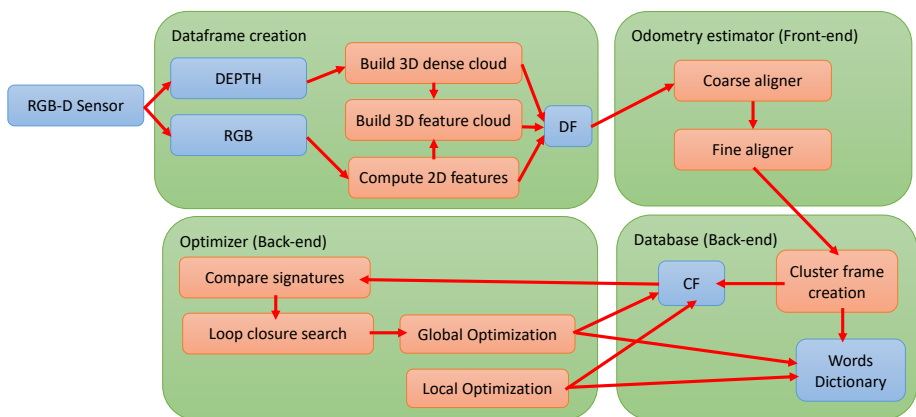 Dataframe creation
Odometry estimator (Front-end)
RGB-D Sensor
DEPTH
RGB
Build 3D dense cloud
Build 3D feature cloud
Compute 2D features
DF
Coarse aligner
Fine aligner
Optimizer (Back-end)
Database (Back-end)
Compare signatures
Loop closure search
Global Optimization
Local Optimization
CF
Cluster frame
creation
Words
Dictionary